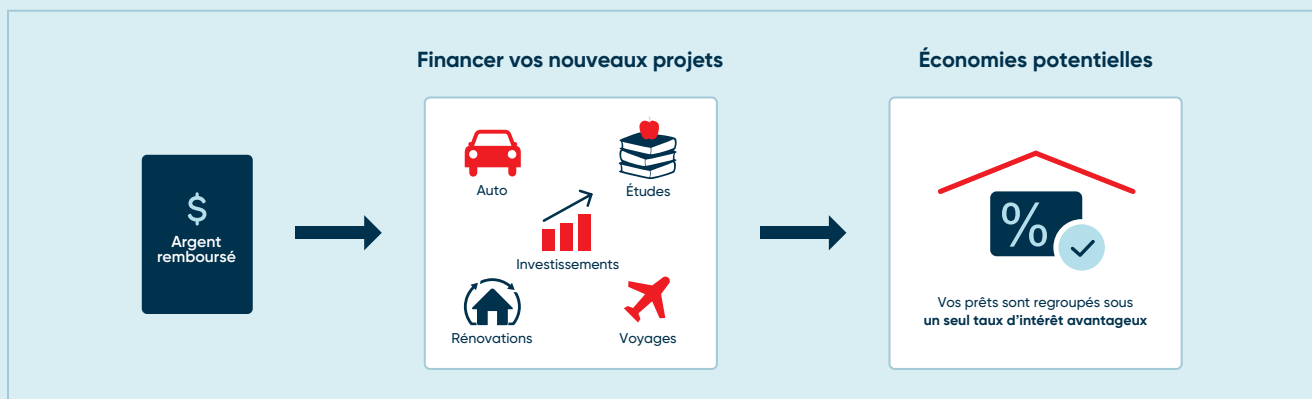 Financer vos nouveaux projets
Économies potentielles
$
Argent
remboursé
Auto
Études
Investissements
Rénovations
Voyages
%
Vos prêts sont regroupés sous
un seul taux d’intérêt avantageux